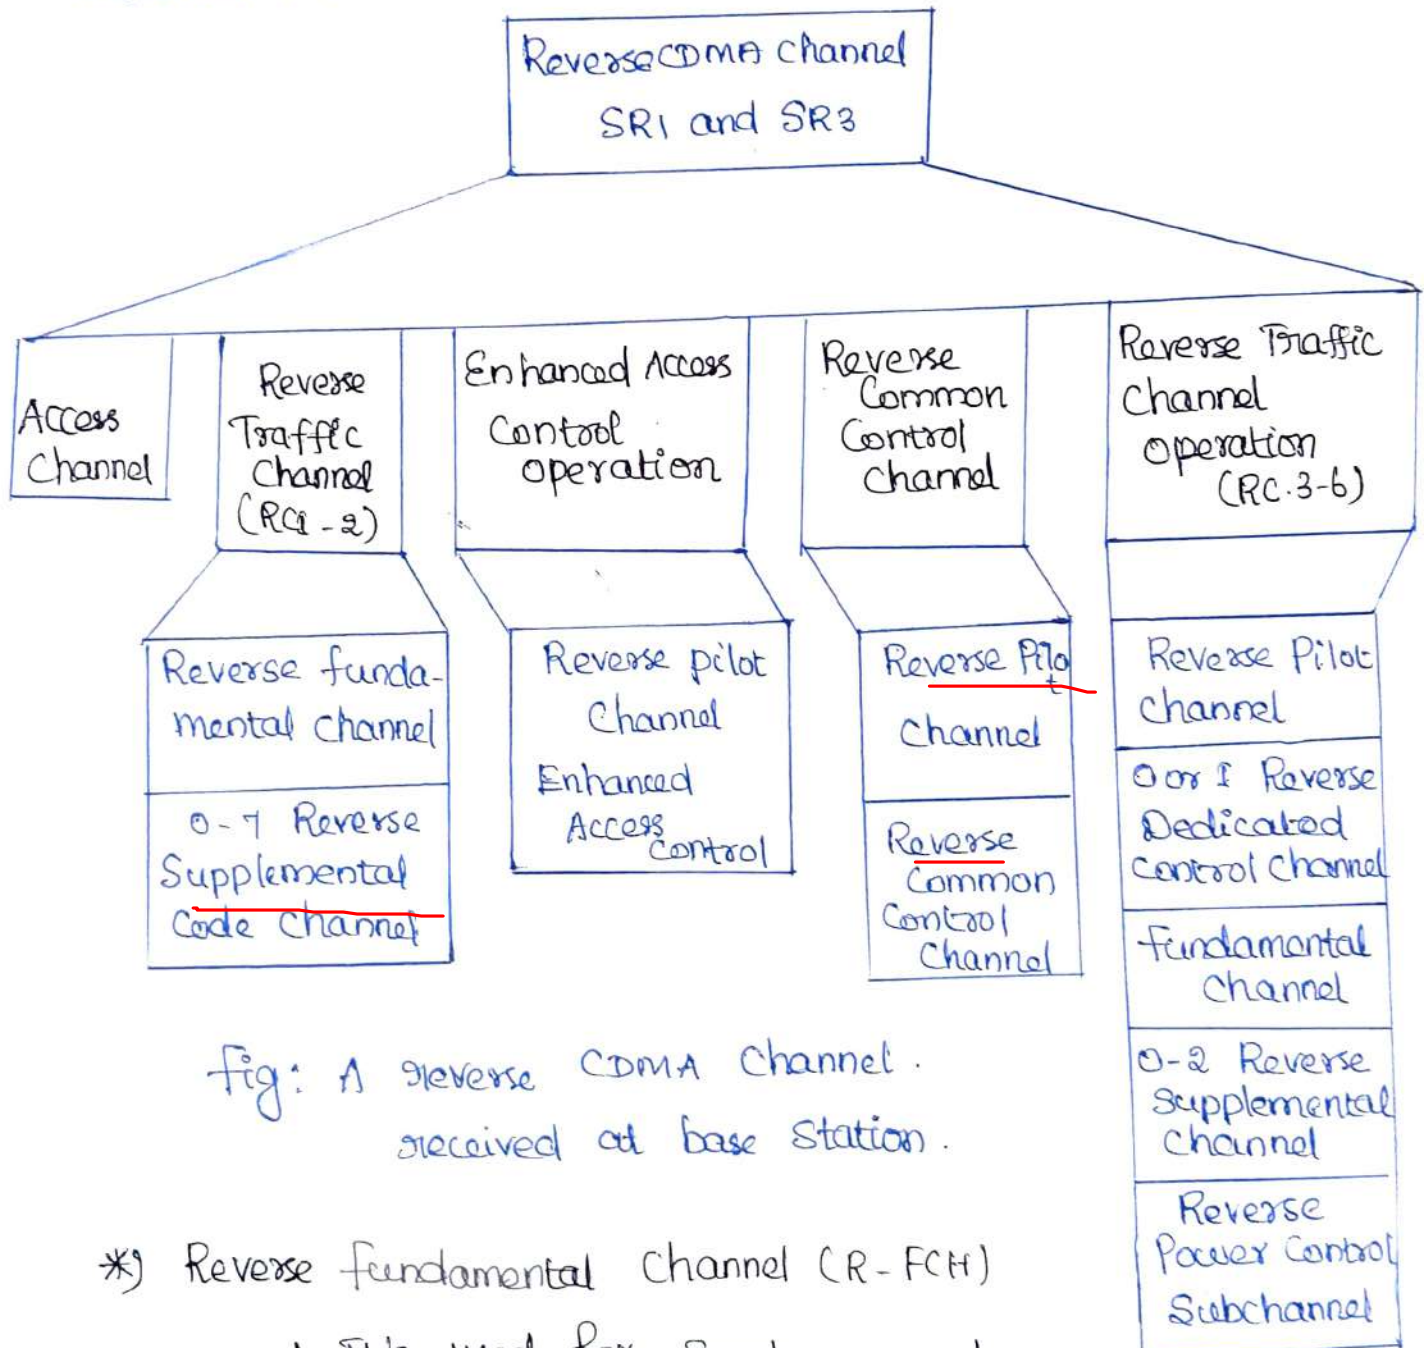 Reverse CDMA Channel
SR1 and SR3
Access
Channel
Reverse
Traffic
Channel
(RC1-2)
Enhanced Access
Control
operation
Reverse
Common
Control
Channel
Reverse Traffic
Channel
operation
(RC.3-6)
Reverse funda-
mental channel
0-7 Reverse
Supplemental
Code Channel
Reverse pilot
Channel
Enhanced
Access
control
Reverse Pilot
Channel
Reverse
Common
Control
Channel
Reverse Pilot
Channel
0 or 1 Reverse
Dedicated
Control Channel
fundamental
Channel
0-2 Reverse
Supplemental
Channel
Reverse
Power Control
Subchannel
fig: A reverse CDMA Channel.
received at base station.
*) Reverse fundamental Channel (R-FCH)
used for